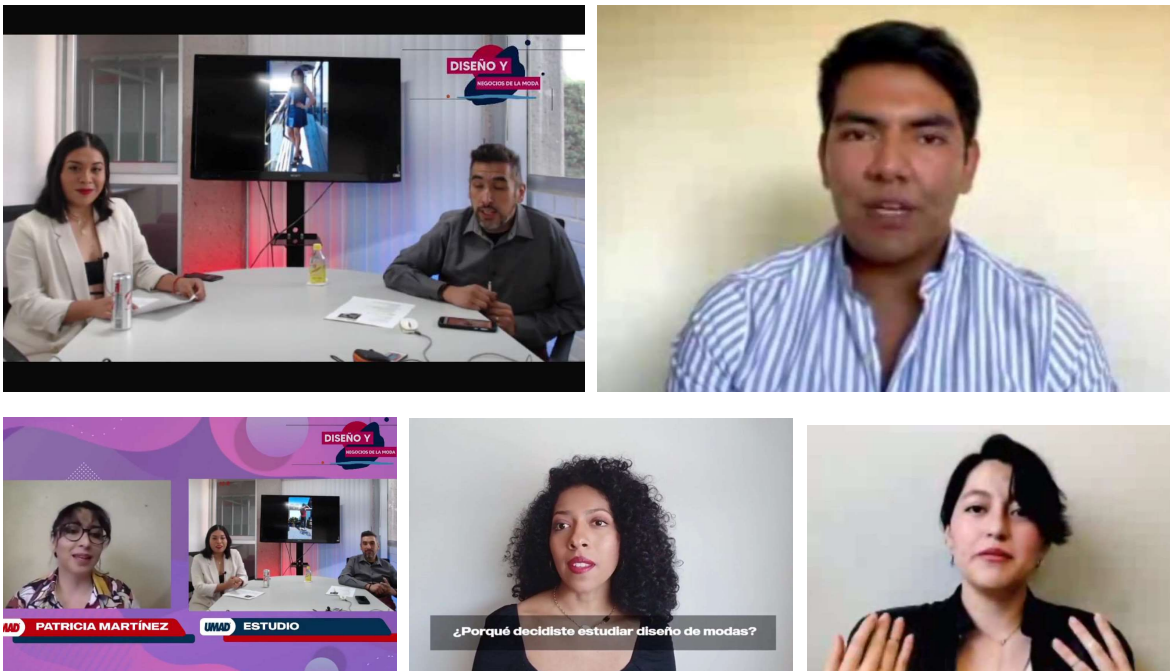 DISEÑO Y
NEGOCIOS DE LA MODA
DISEÑO Y
NEGOCIOS DE LA MODA
PATRICIA MARTÍNEZ
UMAD
ESTUDIO
¿Porqué decidiste estudiar diseño de modas?